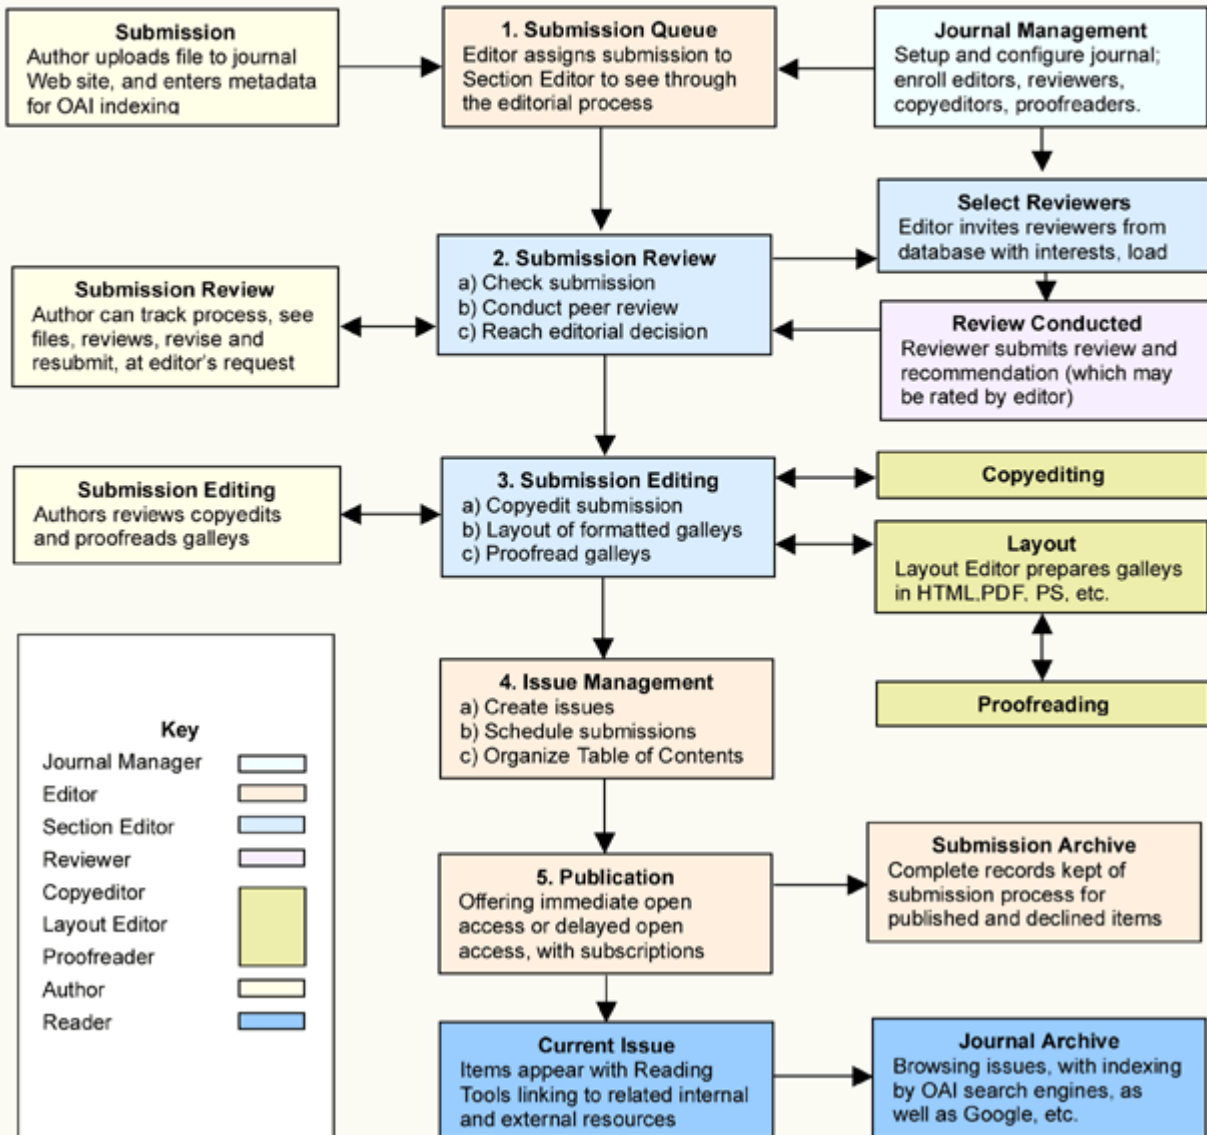 Submission
Author uploads file to journal
Web site, and enters metadata
for OAI indexing
1. Submission Queue
Editor assigns submission to
Section Editor to see through
the editorial process
Journal Management
Setup and configure journal;
enroll editors, reviewers,
copyeditors, proofreaders.
Select Reviewers
Editor invites reviewers from
database with interests, load
2. Submission Review
a) Check submission
b) Conduct peer review
c) Reach editorial decision
Submission Review
Author can track process, see
files, reviews, revise and
resubmit, at editor's request
Review Conducted
Reviewer submits review and
recommendation (which may
be rated by editor)
3. Submission Editing
a) Copyedit submission
b) Layout of formatted galleys
c) Proofread galleys
Submission Editing
Authors reviews copyedits
and proofreads galleys
Copyediting
Layout
Layout Editor prepares galleys
in HTML.PDF, PS, etc.
Proofreading
4. Issue Management
a) Create issues
b) Schedule submissions
c) Organize Table of Contents
Key
Journal Manager
Editor
Section Editor
Reviewer
Copyeditor
Layout Editor
Proofreader
Author
Reader
5. Publication
Offering immediate open
access or delayed open
access, with subscriptions
Submission Archive
Complete records kept of
submission process for
published and declined items
Current Issue
Items appear with Reading
Tools linking to related internal
and external resources
Journal Archive
Browsing issues, with indexing
by OAI search engines, as
well as Google, etc.